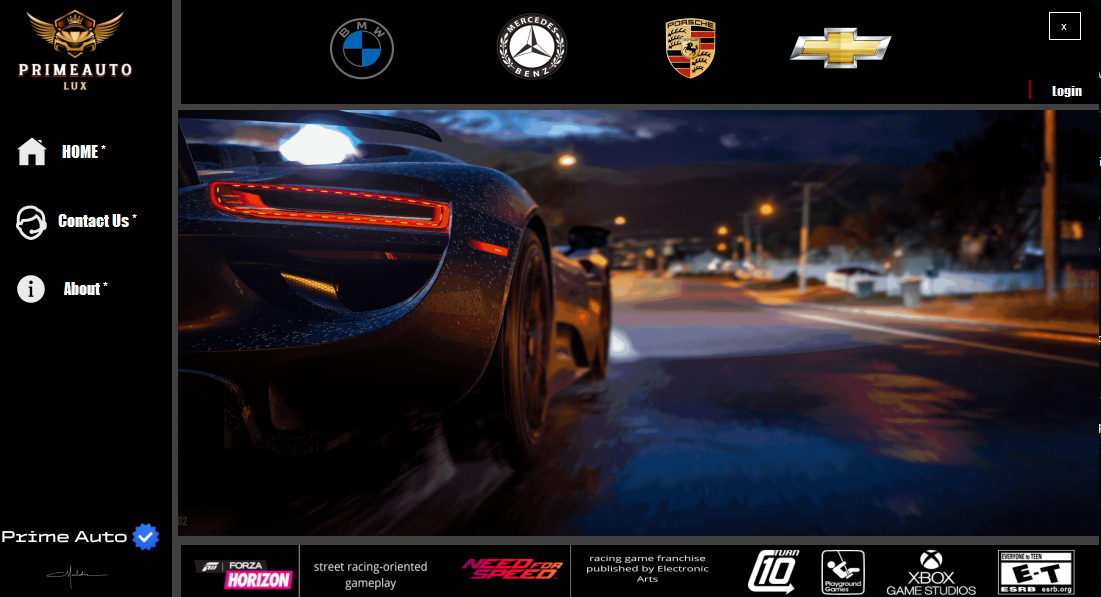 PRIMEAUTO
LUX
HOME *
Contact Us *
About *
Prime Auto
BMW
MERCEDES
BENZ
PORSCHE
x
Login
FORZA
HORIZON
street racing-oriented
gameplay
NEED FOR
SPEED
racing game franchise
published by Electronic
Arts
TURN
10
Playground
Games
XBOX
GAME STUDIOS
EVERYONE to TEEN
E-T
ESRB esrb.org